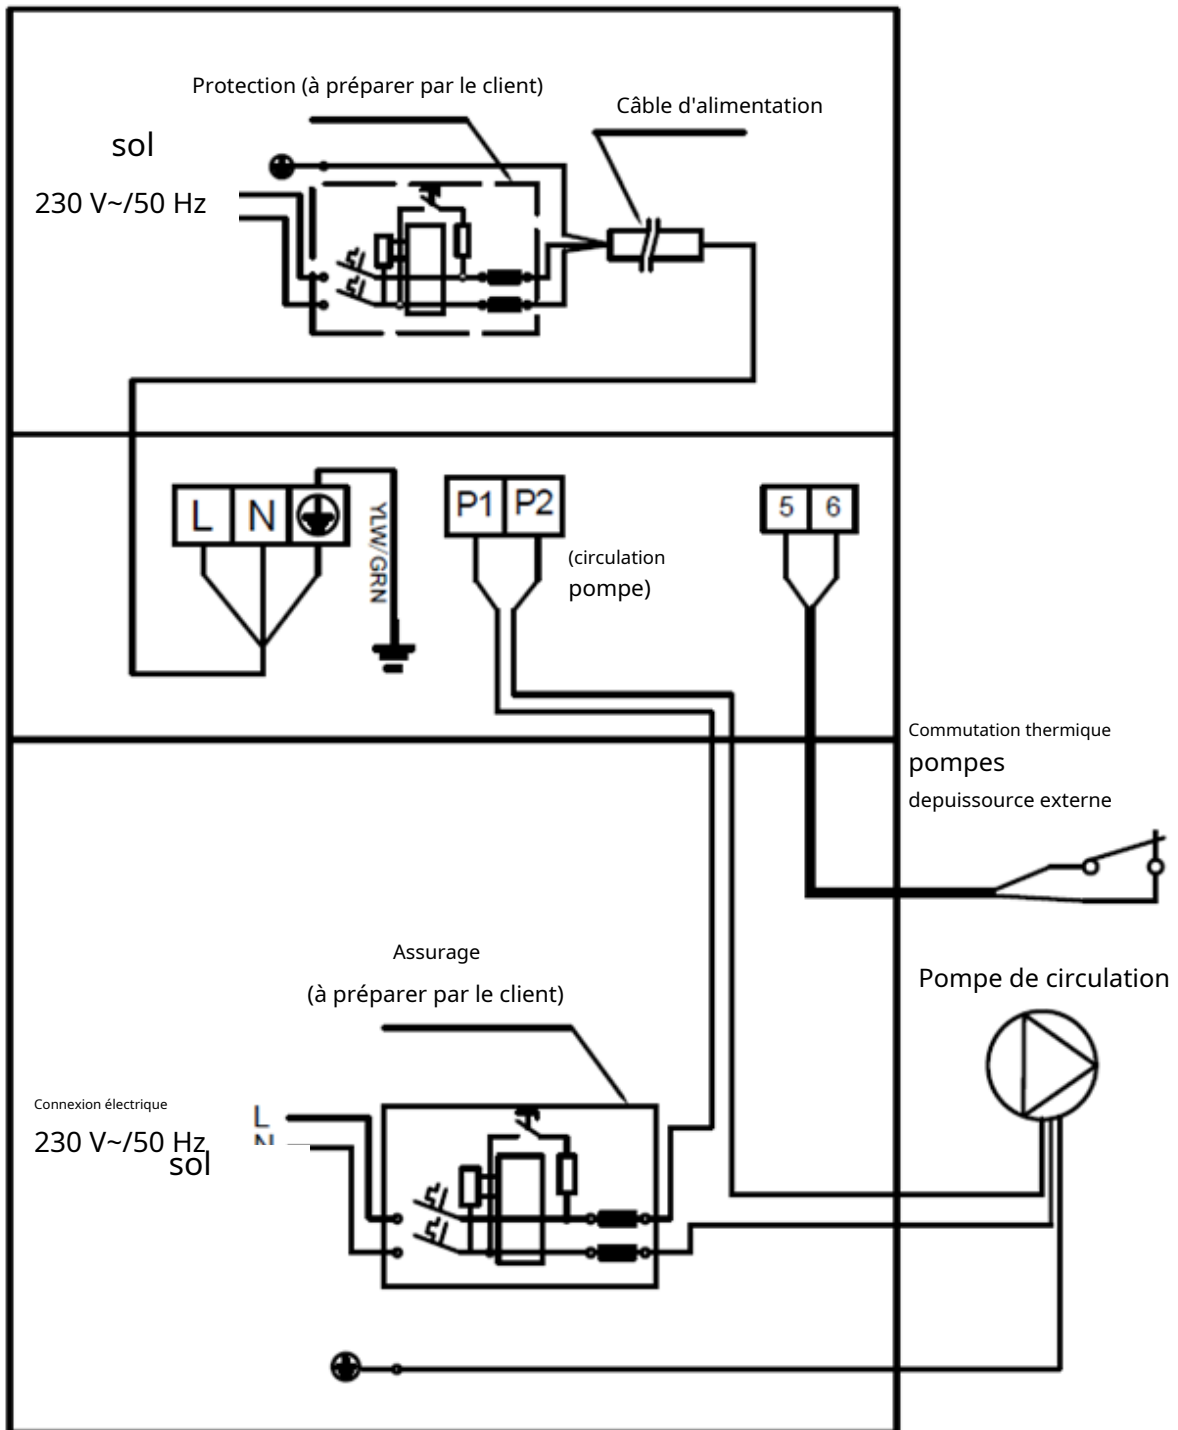 Protection (à préparer par le client)
Câble d'alimentation
sol
230 V~/50 Hz
L N
YLW/GRN
P1 P2
(circulation
pompe)
5 6
Commutation thermique
pompes
depuissource externe
Assurage
(à préparer par le client)
Pompe de circulation
Connexion électrique
L
230 V~/50 Hz
N
sol